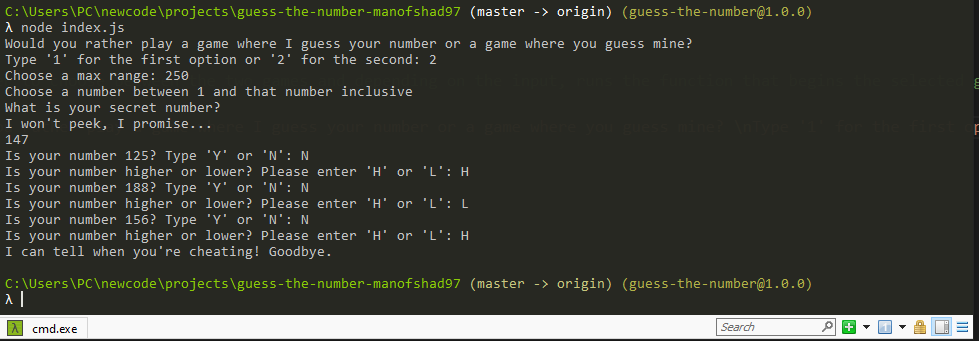 C:\Users\PC\newcode\projects\guess-the-number-manofshad97 (master -> origin) (guess-the-number@1.0.0)
λ node index.js
Would you rather play a game where I guess your number or a game where you guess mine?
Type '1' for the first option or '2' for the second: 2
Choose a max range: 250
Choose a number between 1 and that number inclusive
What is your secret number?
I won't peek, I promise...
147
Is your number 125? Type 'Y' or 'N': N
Is your number higher or lower? Please enter 'H' or 'L': H
Is your number 188? Type 'Y' or 'N': N
Is your number higher or lower? Please enter 'H' or 'L': L
Is your number 156? Type 'Y' or 'N': N
Is your number higher or lower? Please enter 'H' or 'L': H
I can tell when you're cheating! Goodbye.
C:\Users\PC\newcode\projects\guess-the-number-manofshad97 (master -> origin) (guess-the-number@1.0.0)
λ
λ cmd.exe
Search